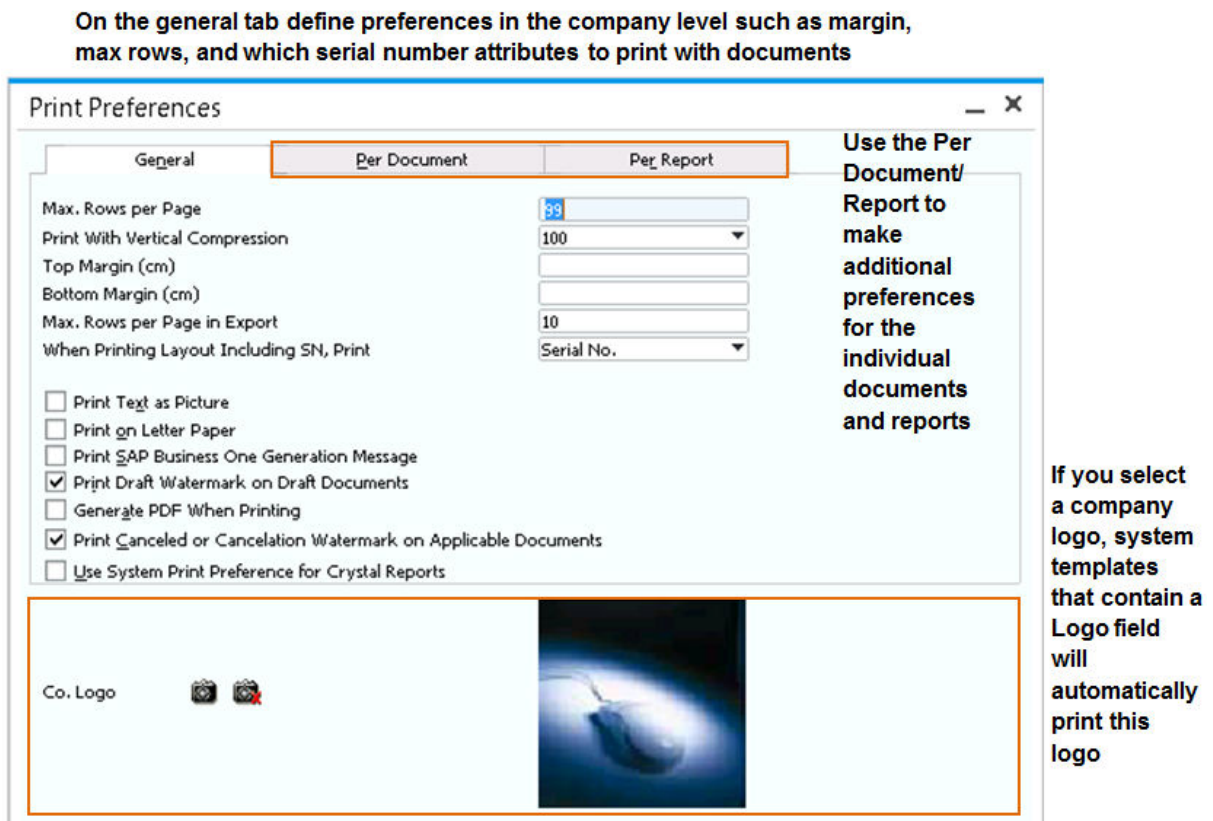 On the general tab define preferences in the company level such as margin,
max rows, and which serial number attributes to print with documents
Print Preferences
General
Per Document
Per Report
Max. Rows per Page
99
Print With Vertical Compression
100
Top Margin (cm)
Bottom Margin (cm)
Max. Rows per Page in Export
10
When Printing Layout Including SN, Print
Serial No.
Print Text as Picture
Print on Letter Paper
Print SAP Business One Generation Message
Print Draft Watermark on Draft Documents
Generate PDF When Printing
Print Canceled or Cancelation Watermark on Applicable Documents
Use System Print Preference for Crystal Reports
Co. Logo
Use the Per
Document/
Report to
make
additional
preferences
for the
individual
documents
and reports
If you select
a company
logo, system
templates
that contain a
Logo field
will
automatically
print this
logo